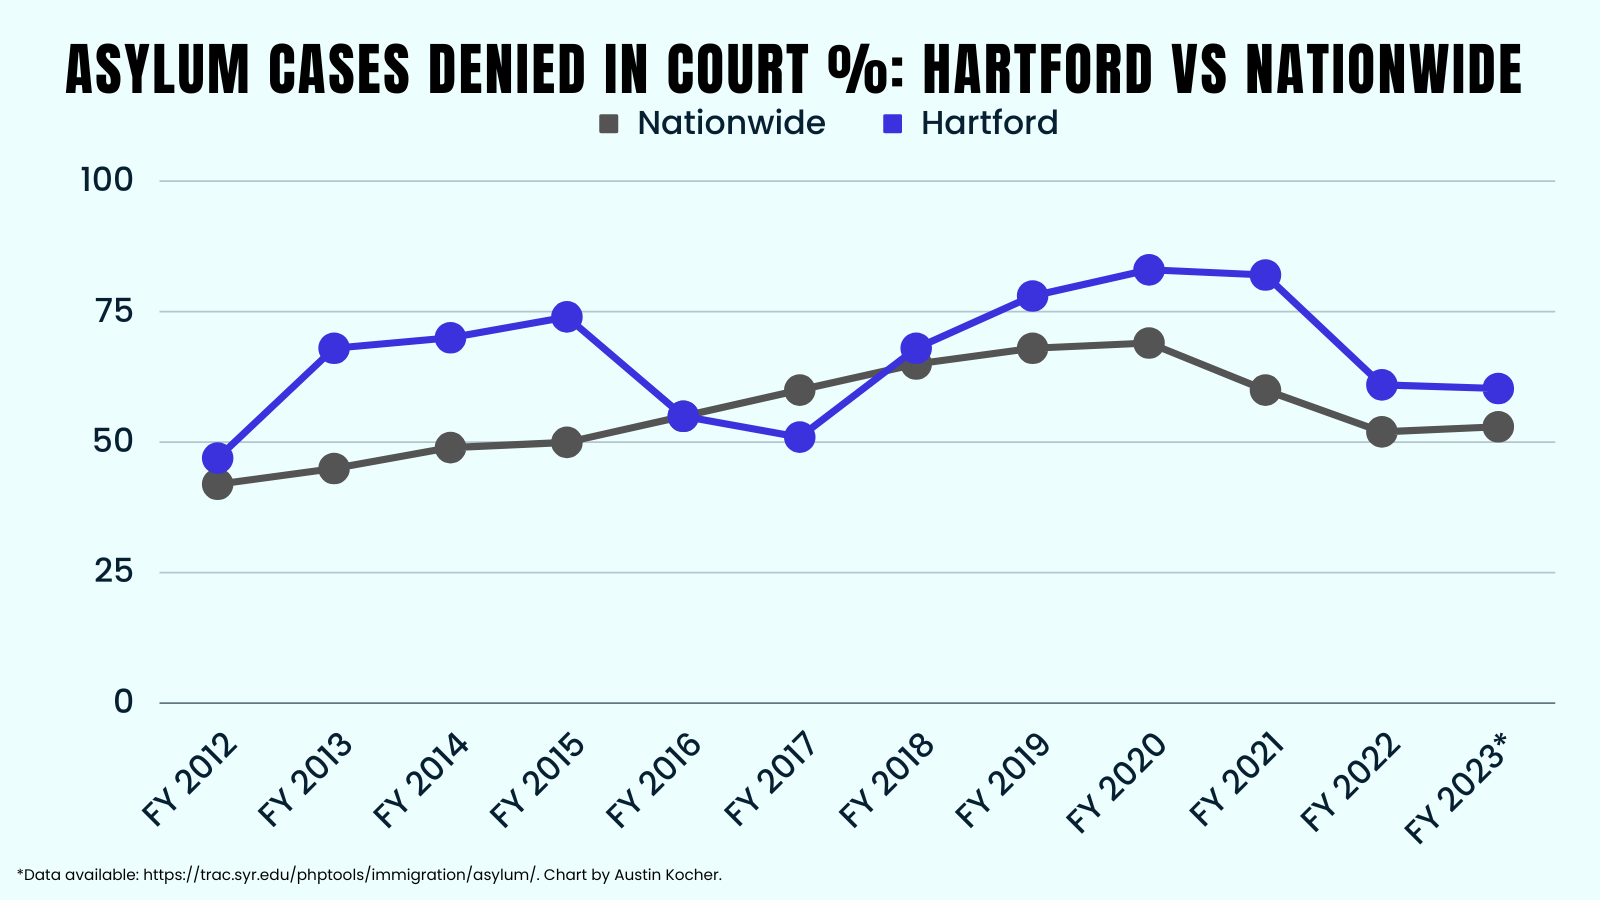 ASYLUM CASES DENIED IN COURT %: HARTFORD VS NATIONWIDE
Nationwide Hartford
100
75
50
25
0
FY 2012 FY 2013 FY 2014 FY 2015 FY 2016 FY 2017 FY 2018 FY 2019 FY 2020 FY 2021 FY 2022 FY 2023*
*Data available: https://trac.syr.edu/phptools/immigration/asylum/. Chart by Austin Kocher.